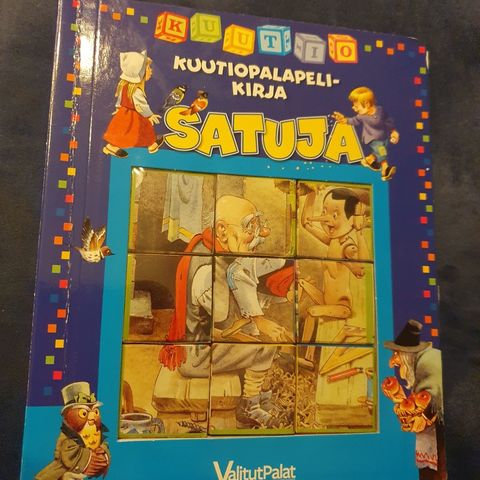 KUUTIO
KUUTIOPALAPELI-
KIRJA
SATUJA
ValitutPalat